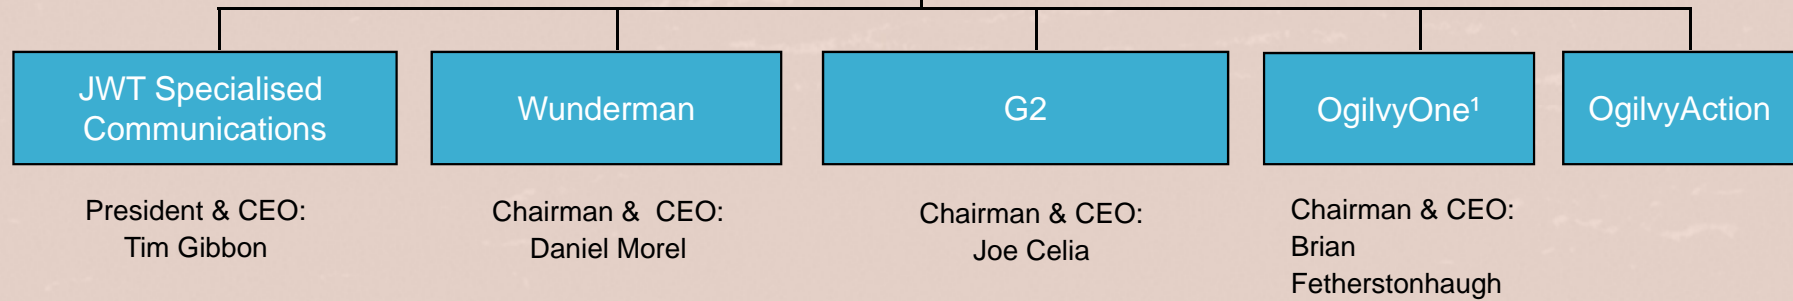 JWT Specialised
Communications
Wunderman
G2
OgilvyOne¹
OgilvyAction
President & CEO:
Tim Gibbon
Chairman & CEO:
Daniel Morel
Chairman & CEO:
Joe Celia
Chairman & CEO:
Brian
Fetherstonhaugh